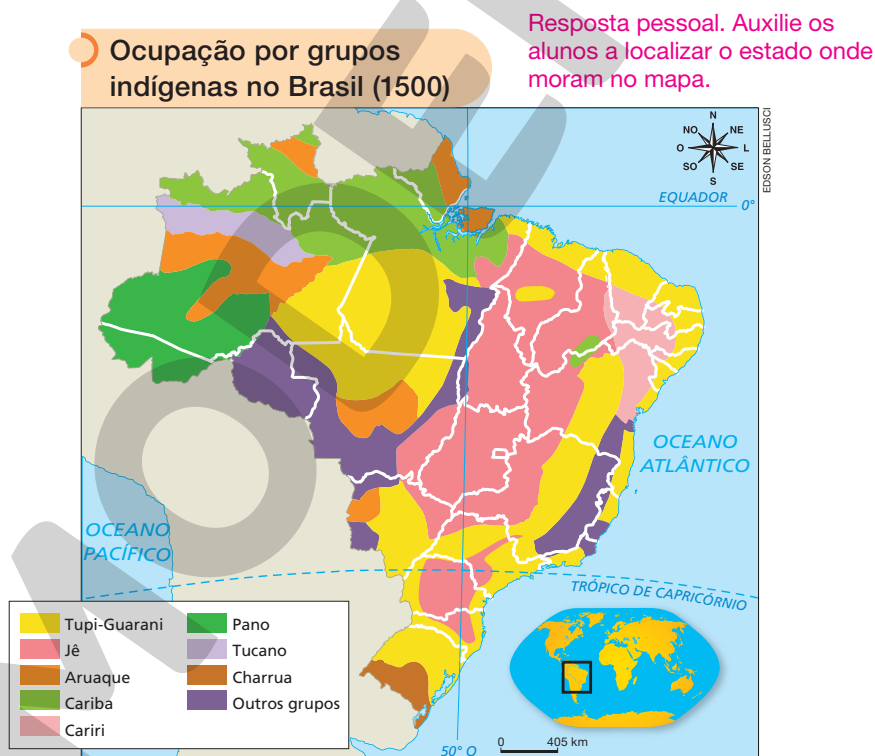 Resposta pessoal. Auxilie os
alunos a localizar o estado onde
moram no mapa.
Ocupação por grupos
indígenas no Brasil (1500)
EDSON BELLUSCI
N
NO
NE
O
L
SO
SE
S
EQUADOR
0°
OCEANO
ATLÂNTICO
OCEANO
PACÍFICO
TRÓPICO DE CAPRICÓRNIO
Tupi-Guarani
Jê
Aruaque
Cariba
Cariri
Pano
Tucano
Charrua
Outros grupos
50° O
0
405 km